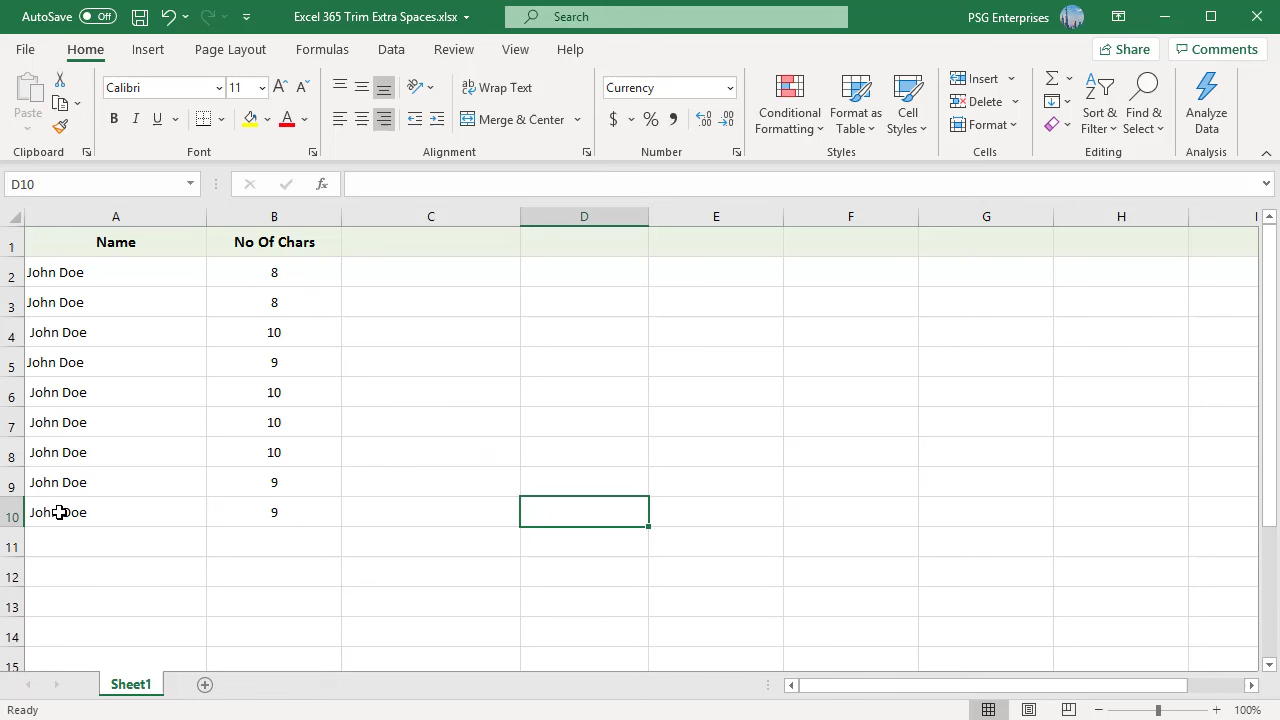 AutoSave Off Excel 365 Trim Extra Spaces.xlsx Search PSG Enterprises
File Home Insert Page Layout Formulas Data Review View Help Share Comments
Paste Calibri 11 Wrap Text Currency Conditional Formatting Format as Table Cell Styles Insert Sort & Filter Find & Select Analyze Data
B I U Merge & Center $ % Delete
Format
Clipboard Font Alignment Number Styles Cells Editing Analysis
D10 fx
A B C D E F G H I
1 Name No Of Chars
2 John Doe 8
3 John Doe 8
4 John Doe 10
5 John Doe 9
6 John Doe 10
7 John Doe 10
8 John Doe 10
9 John Doe 9
10 John Doe 9
11
12
13
14
15
Sheet1
Ready 100%